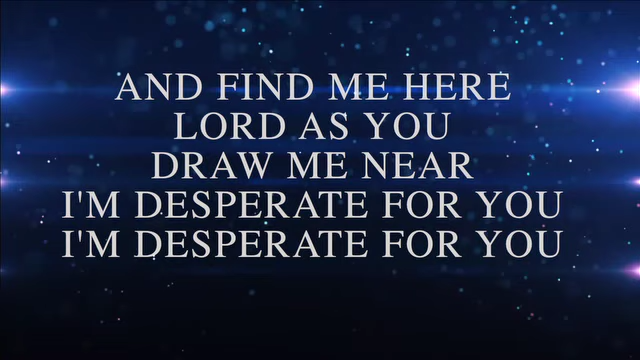 AND FIND ME HERE
LORD AS YOU
DRAW ME NEAR
I'M DESPERATE FOR YOU
I'M DESPERATE FOR YOU